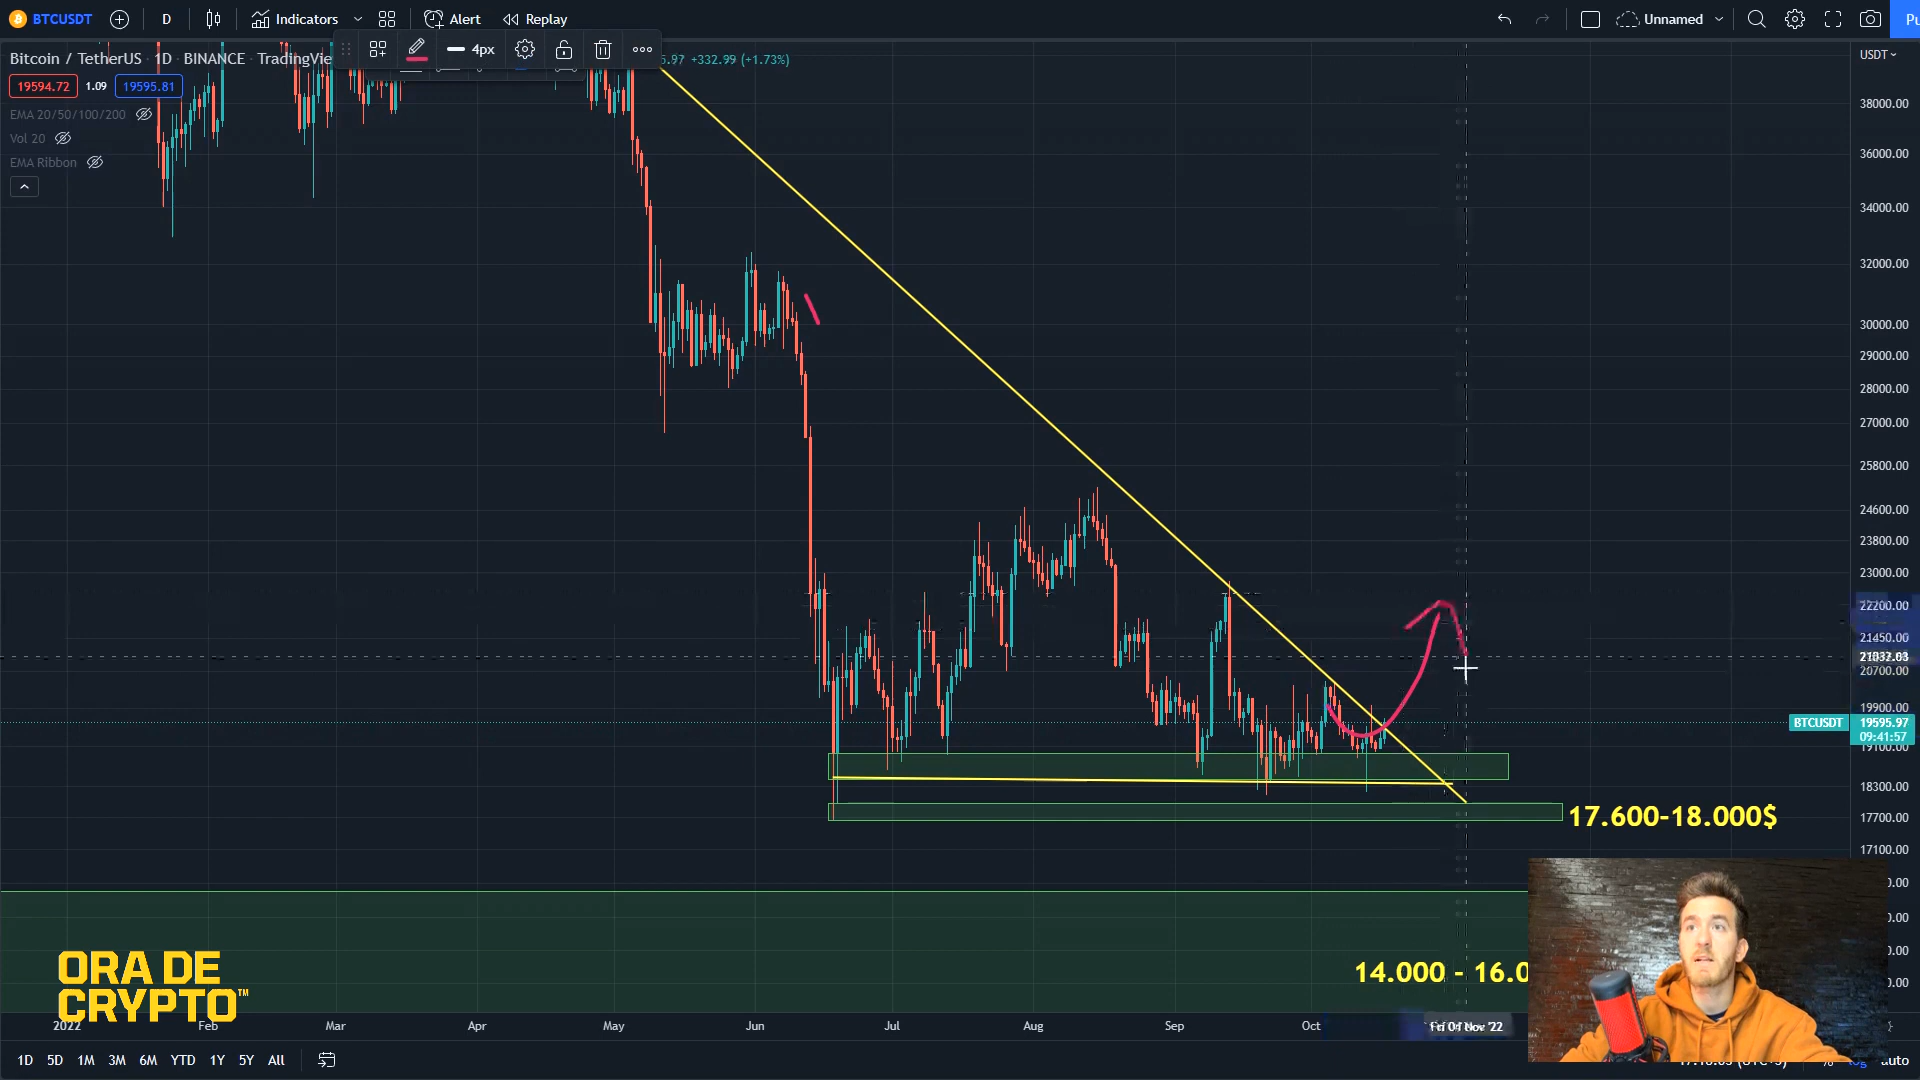 BTCUSDT D Indicators Alert Replay Unnamed
Bitcoin / TetherUS · 1D · BINANCE · TradingVie +332.99 (+1.73%)
USDT
19594.72 1.09 19595.81
EMA 20/50/100/200
Vol 20
EMA Ribbon
4px
38000.00
36000.00
34000.00
32000.00
30000.00
29000.00
28000.00
27000.00
25800.00
24600.00
23800.00
23000.00
22200.00
21450.00
20700.00
19900.00
BTCUSDT 19595.97
09:41:57
19100.00
18300.00
17700.00
17100.00
17.600-18.000$
14.000 - 16.0
ORA DE
CRYPTO™
2022 Feb Mar Apr May Jun Jul Aug Sep Oct Fri 04 Nov '22
1D 5D 1M 3M 6M YTD 1Y 5Y All % log auto